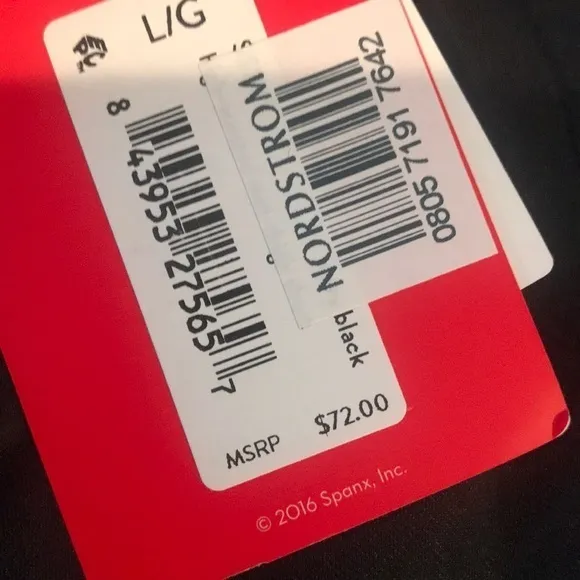 L/G
8 43953 27565 7
NORDSTROM
0805 7191 7642
black
MSRP $72.00
© 2016 Spanx, Inc.